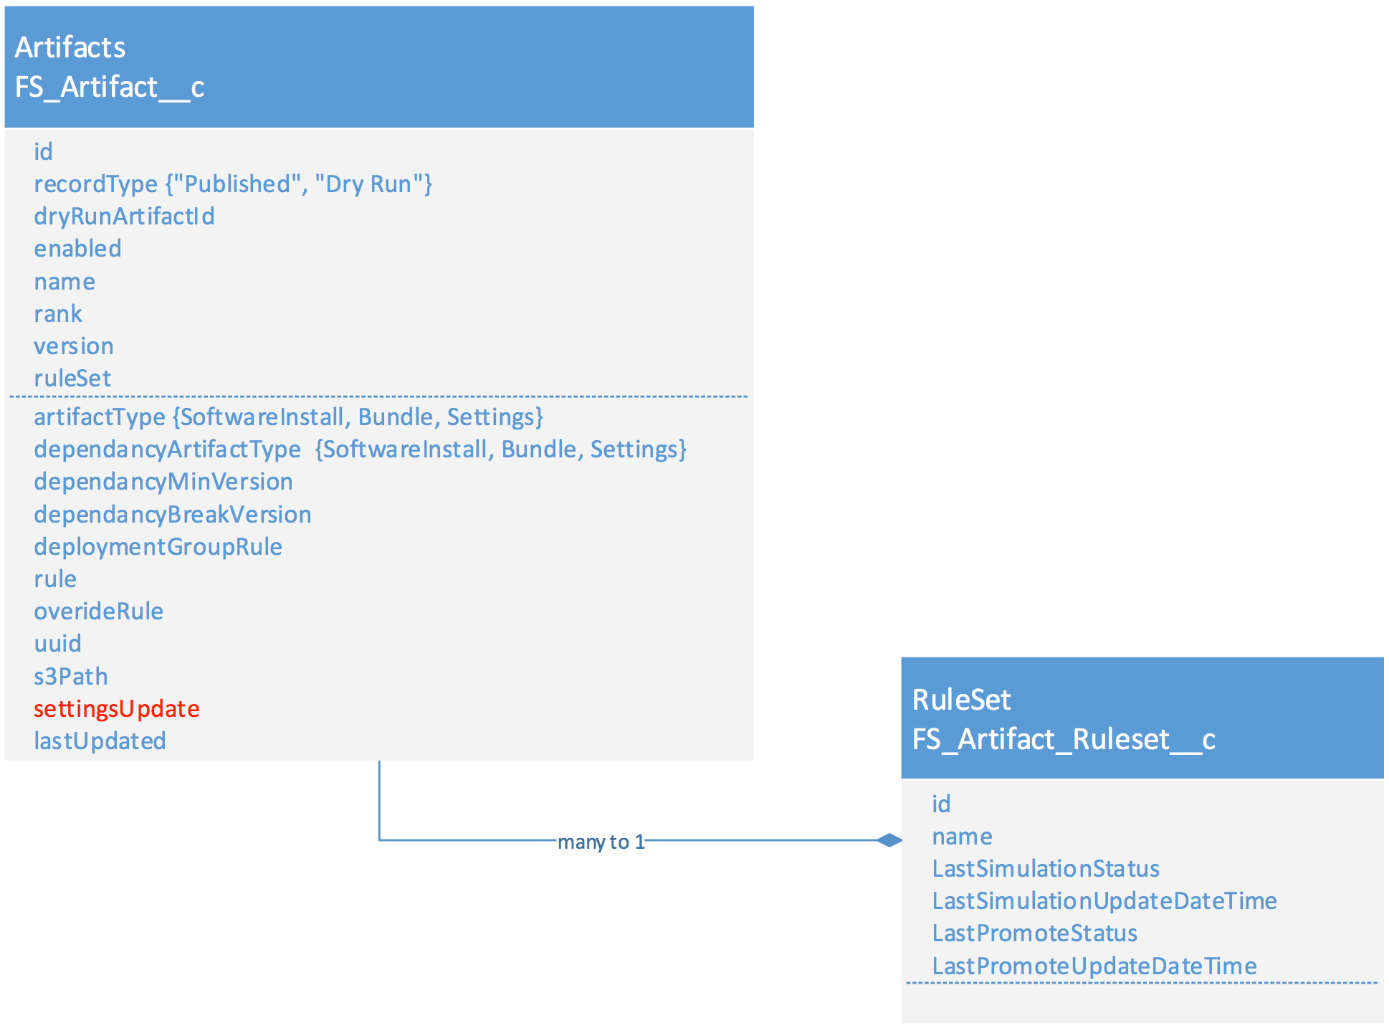 Artifacts
FS_Artifact__c
id
recordType {"Published", "Dry Run"}
dryRunArtifactId
enabled
name
rank
version
ruleSet
artifactType {SoftwareInstall, Bundle, Settings}
dependancyArtifactType {SoftwareInstall, Bundle, Settings}
dependancyMinVersion
dependancyBreakVersion
deploymentGroupRule
rule
overideRule
uuid
s3Path
settingsUpdate
lastUpdated
many to 1
RuleSet
FS_Artifact_Ruleset__c
id
name
LastSimulationStatus
LastSimulationUpdateDateTime
LastPromoteStatus
LastPromoteUpdateDateTime